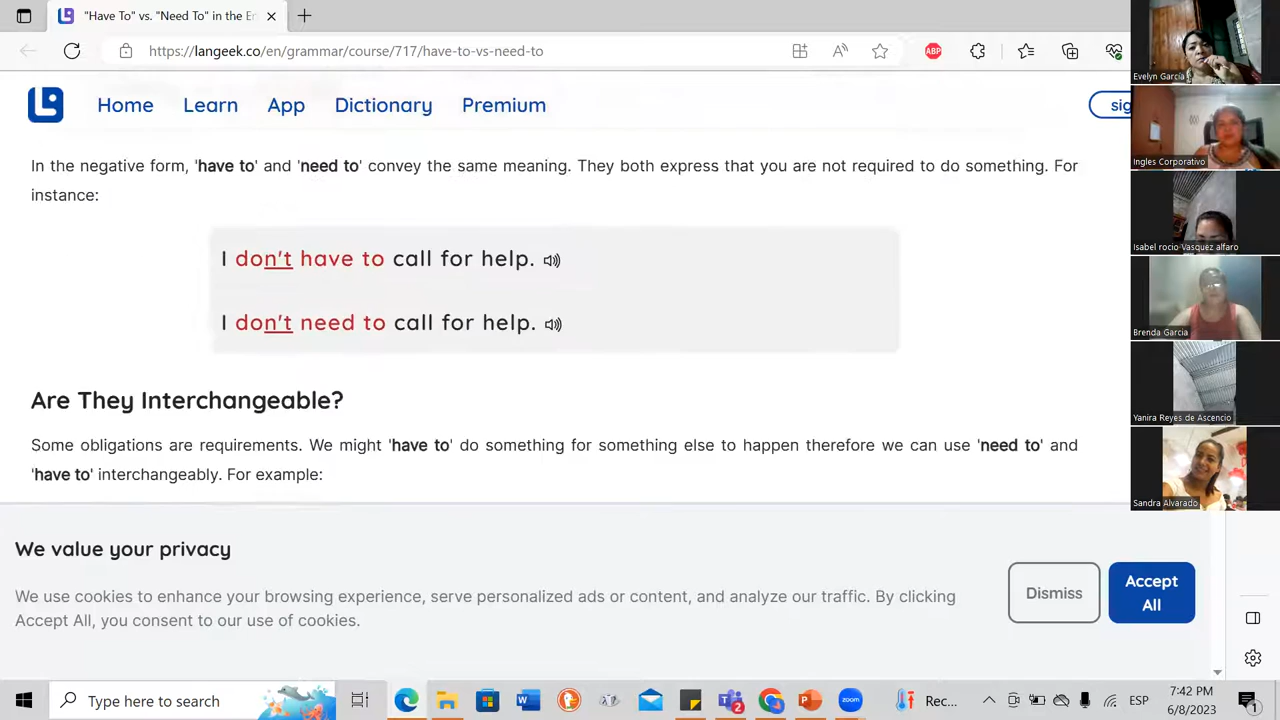 "Have To" vs. "Need To" in the En
https://langeek.co/en/grammar/course/717/have-to-vs-need-to
ABP
Home Learn App Dictionary Premium
sig
In the negative form, 'have to' and 'need to' convey the same meaning. They both express that you are not required to do something. For
instance:
I don't have to call for help.
I don't need to call for help.
Are They Interchangeable?
Some obligations are requirements. We might 'have to' do something for something else to happen therefore we can use 'need to' and
'have to' interchangeably. For example:
We value your privacy
We use cookies to enhance your browsing experience, serve personalized ads or content, and analyze our traffic. By clicking
Accept All, you consent to our use of cookies.
Dismiss
Accept
All
Evelyn García
Ingles Corporativo
Isabel rocio Vasquez alfaro
Brenda Garcia
Yanira Reyes de Ascencio
Sandra Alvarado
Type here to search
2
zoom
Rec...
ESP
7:42 PM
6/8/2023
1